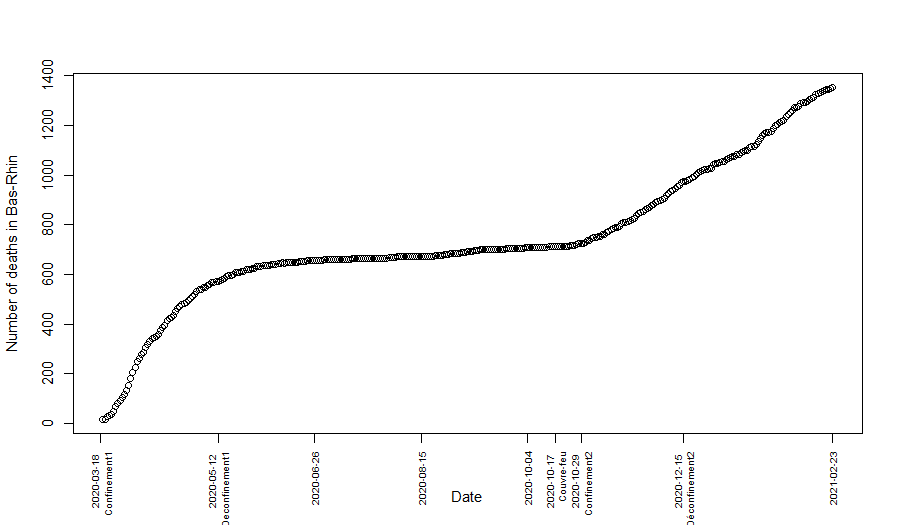 Number of deaths in Bas-Rhin
1400
1200
1000
800
600
400
200
0
2020-03-18
Confinement1
2020-05-12
Déconfinement1
2020-06-26
2020-08-15
2020-10-04
2020-10-17
Couvre-feu
2020-10-29
Confinement2
2020-12-15
Déconfinement2
2021-02-23
Date